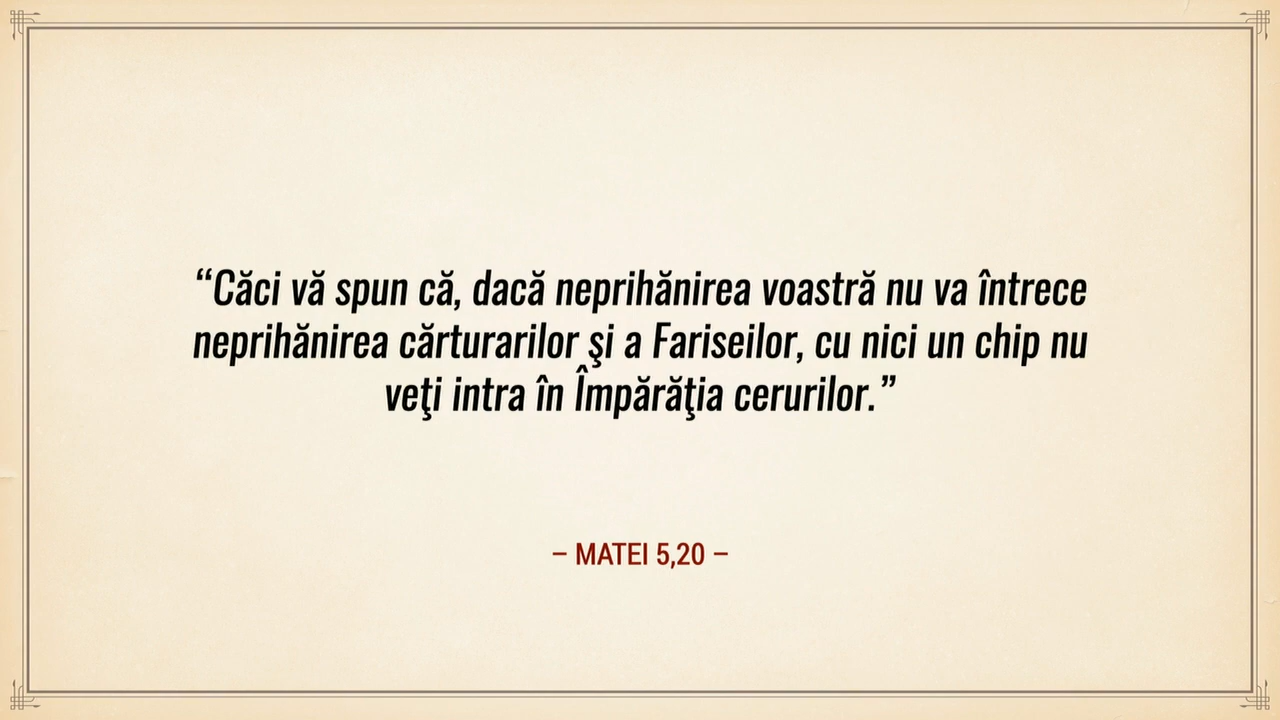 “Căci vă spun că, dacă neprihănirea voastră nu va întrece
neprihănirea cărturarilor şi a Fariseilor, cu nici un chip nu
veţi intra în Împărăţia cerurilor.”
– MATEI 5,20 –